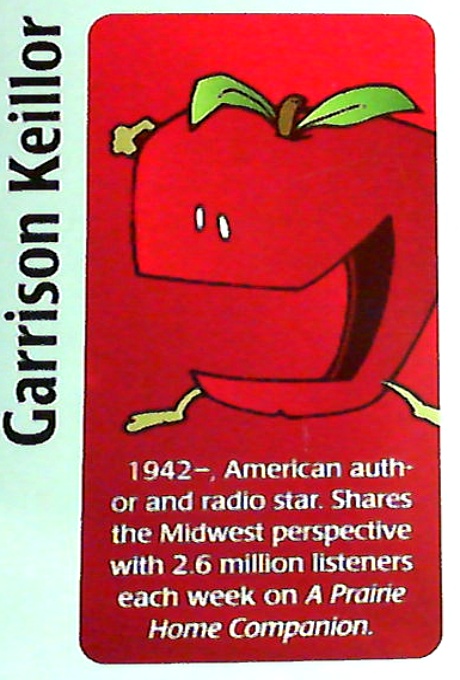 Garrison Keillor
1942–, American auth-
or and radio star. Shares
the Midwest perspective
with 2.6 million listeners
each week on A Prairie
Home Companion.